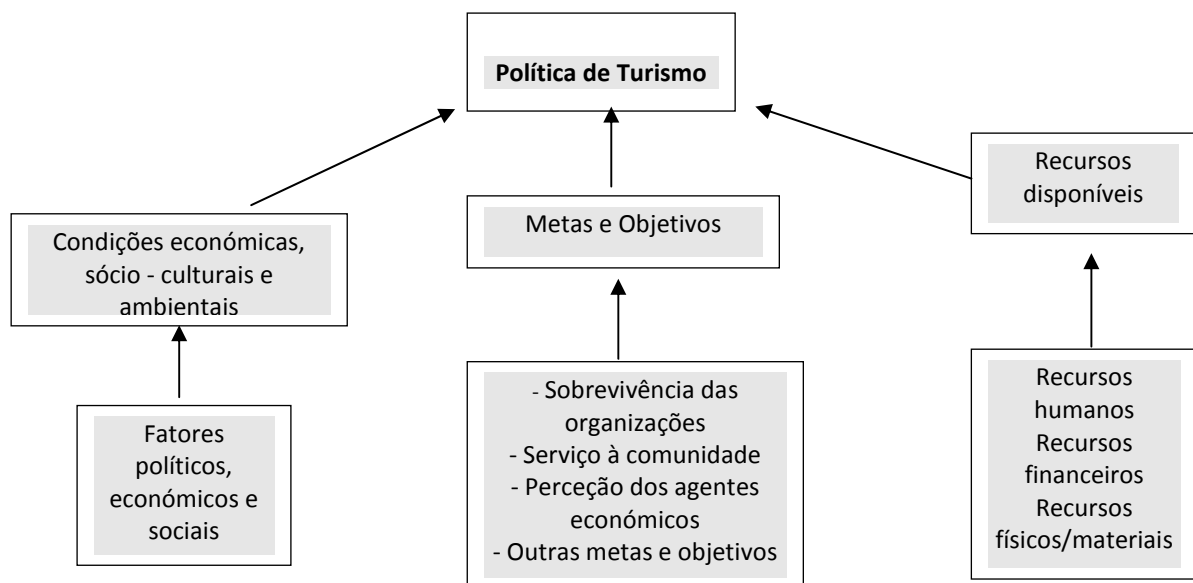 Política de Turismo
Condições económicas,
sócio - culturais e
ambientais
Metas e Objetivos
Recursos
disponíveis
Fatores
políticos,
económicos e
sociais
- Sobrevivência das
organizações
- Serviço à comunidade
- Perceção dos agentes
económicos
- Outras metas e objetivos
Recursos
humanos
Recursos
financeiros
Recursos
físicos/materiais